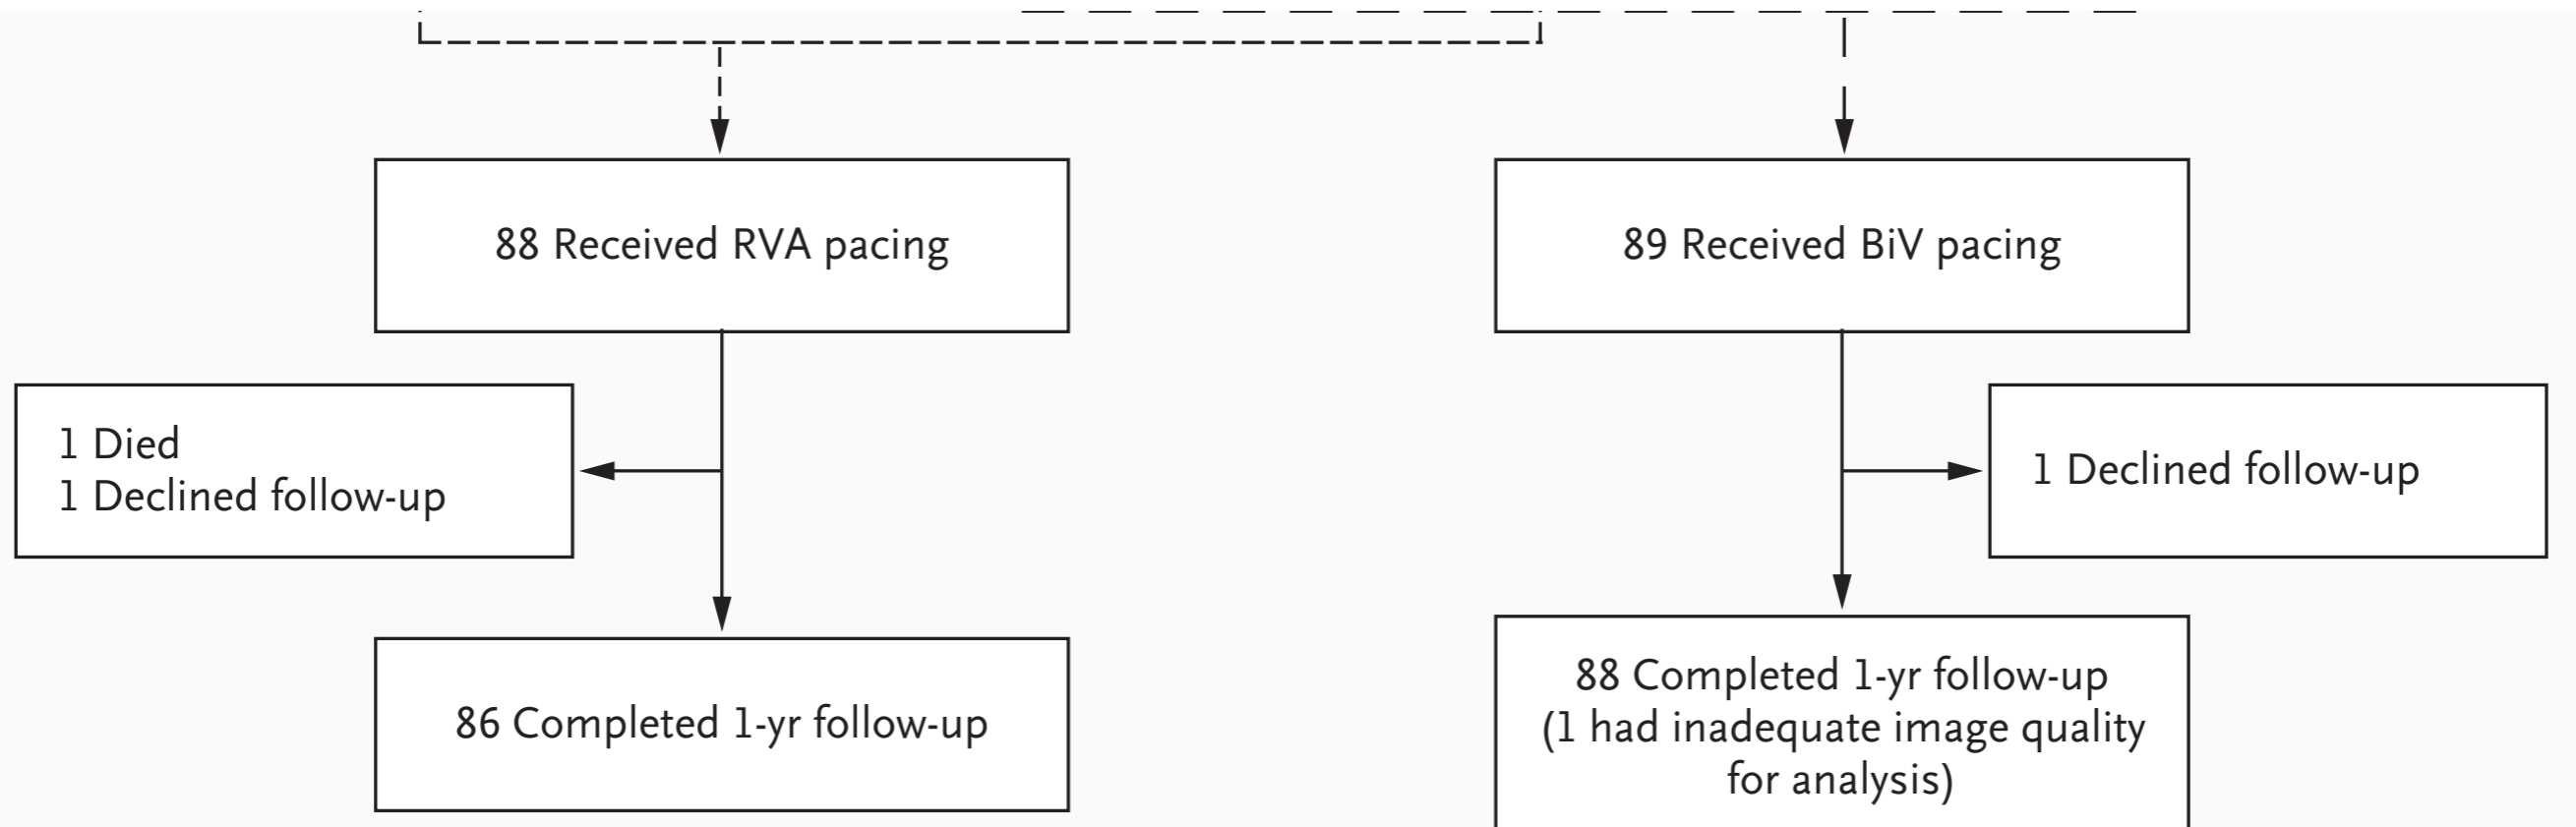 88 Received RVA pacing
89 Received BiV pacing
1 Died
1 Declined follow-up
1 Declined follow-up
86 Completed 1-yr follow-up
88 Completed 1-yr follow-up
(1 had inadequate image quality
for analysis)